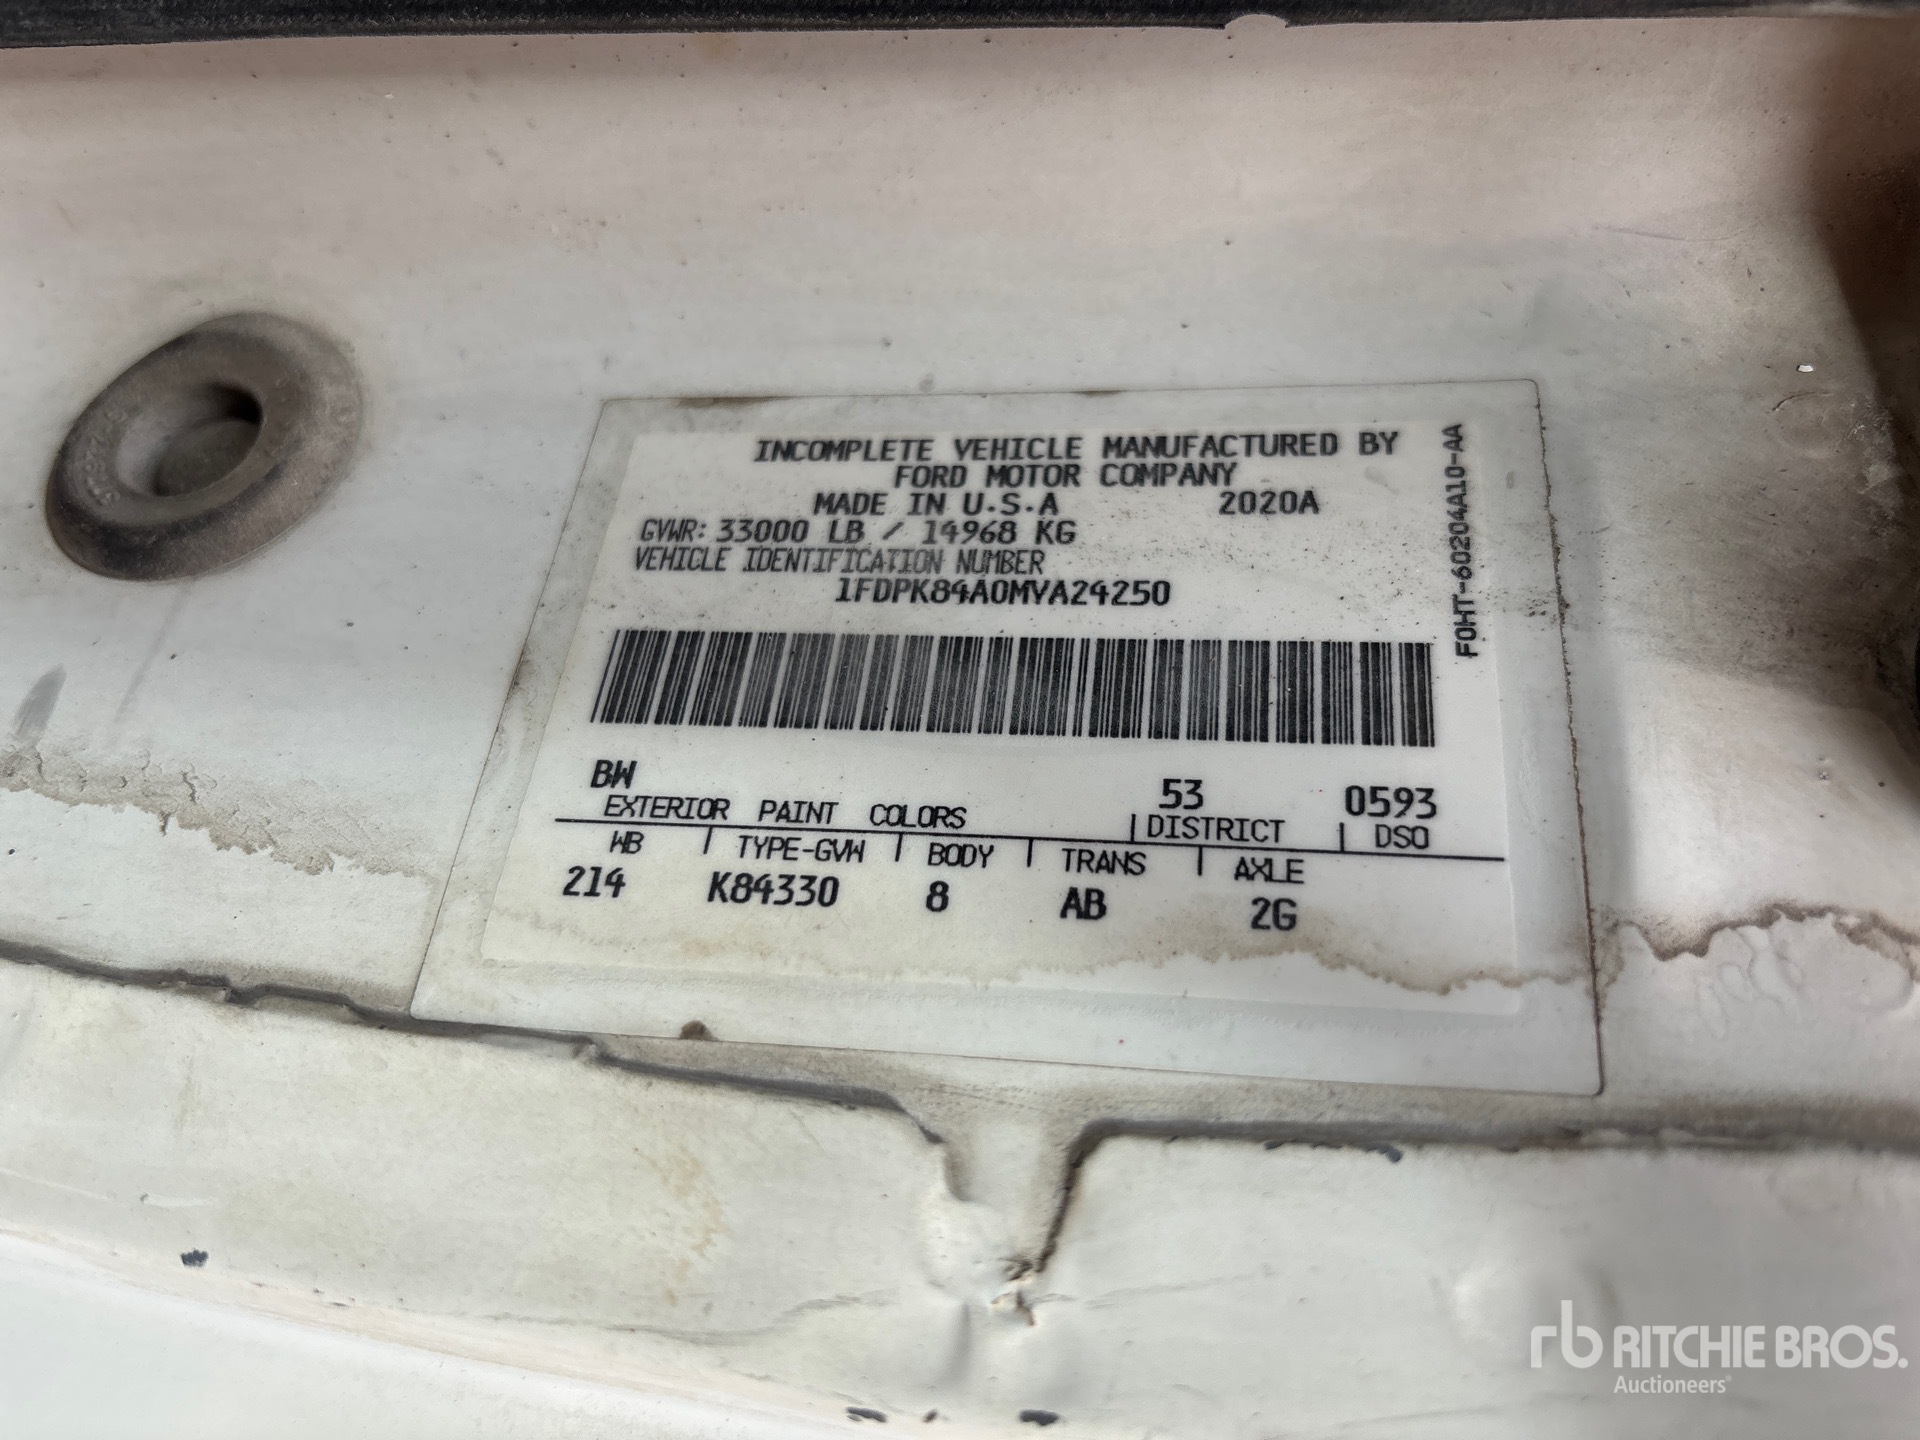 INCOMPLETE VEHICLE MANUFACTURED BY
FORD MOTOR COMPANY
MADE IN U.S.A 2020A
GVWR: 33000 LB / 14968 KG
VEHICLE IDENTIFICATION NUMBER
1FDPK84A0MVA24250
F0HT-60204A10-AA
BW 53 0593
EXTERIOR PAINT COLORS DISTRICT DSO
WB TYPE-GVW BODY TRANS AXLE
214 K84330 8 AB 2G
rb RITCHIE BROS.
Auctioneers